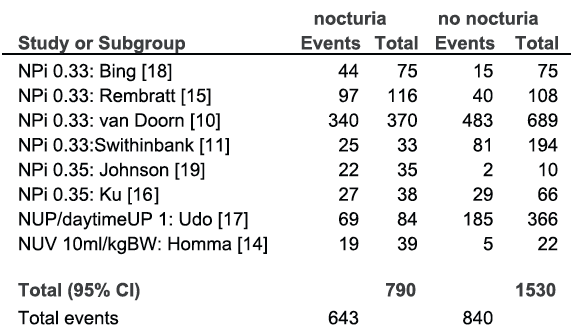 nocturia no nocturia
Study or Subgroup Events Total Events Total
NPi 0.33: Bing [18] 44 75 15 75
NPi 0.33: Rembratt [15] 97 116 40 108
NPi 0.33: van Doorn [10] 340 370 483 689
NPi 0.33:Swithinbank [11] 25 33 81 194
NPi 0.35: Johnson [19] 22 35 2 10
NPi 0.35: Ku [16] 27 38 29 66
NUP/daytimeUP 1: Udo [17] 69 84 185 366
NUV 10ml/kgBW: Homma [14] 19 39 5 22
Total (95% CI) 790 1530
Total events 643 840